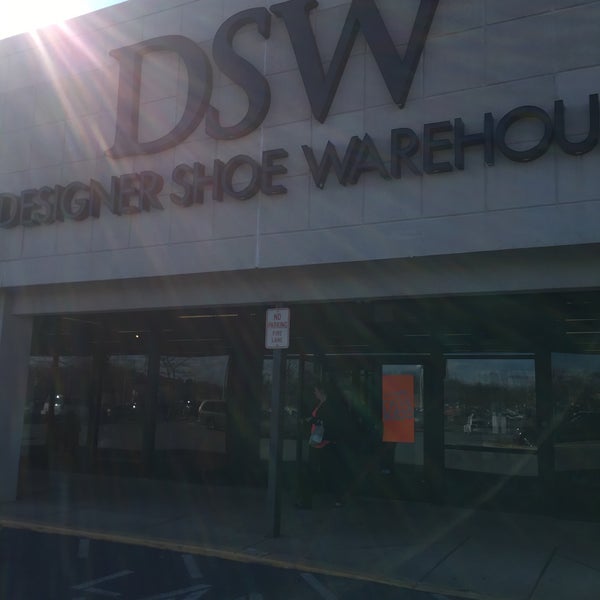 DSW
DESIGNER SHOE WAREHOU
NO
PARKING
FIRE
LANE